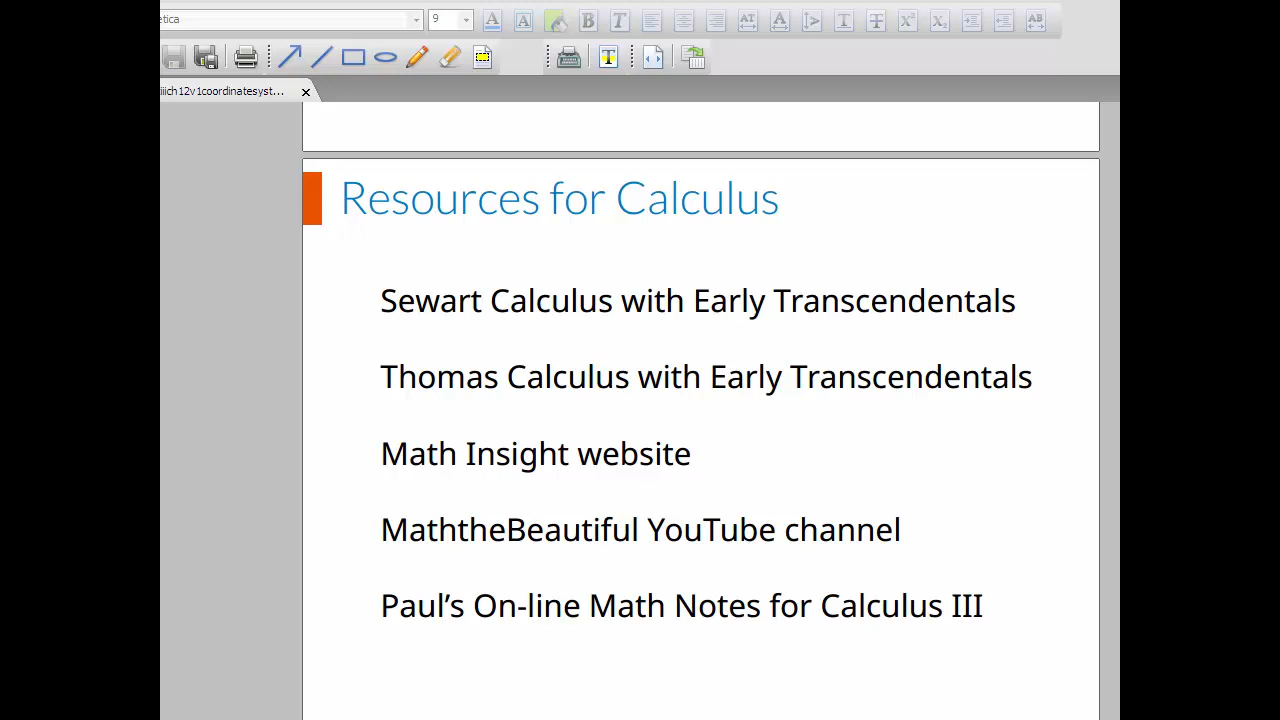 etica 9
iiich12v1coordinatesyst...
Resources for Calculus
Sewart Calculus with Early Transcendentals
Thomas Calculus with Early Transcendentals
Math Insight website
MaththeBeautiful YouTube channel
Paul’s On-line Math Notes for Calculus III